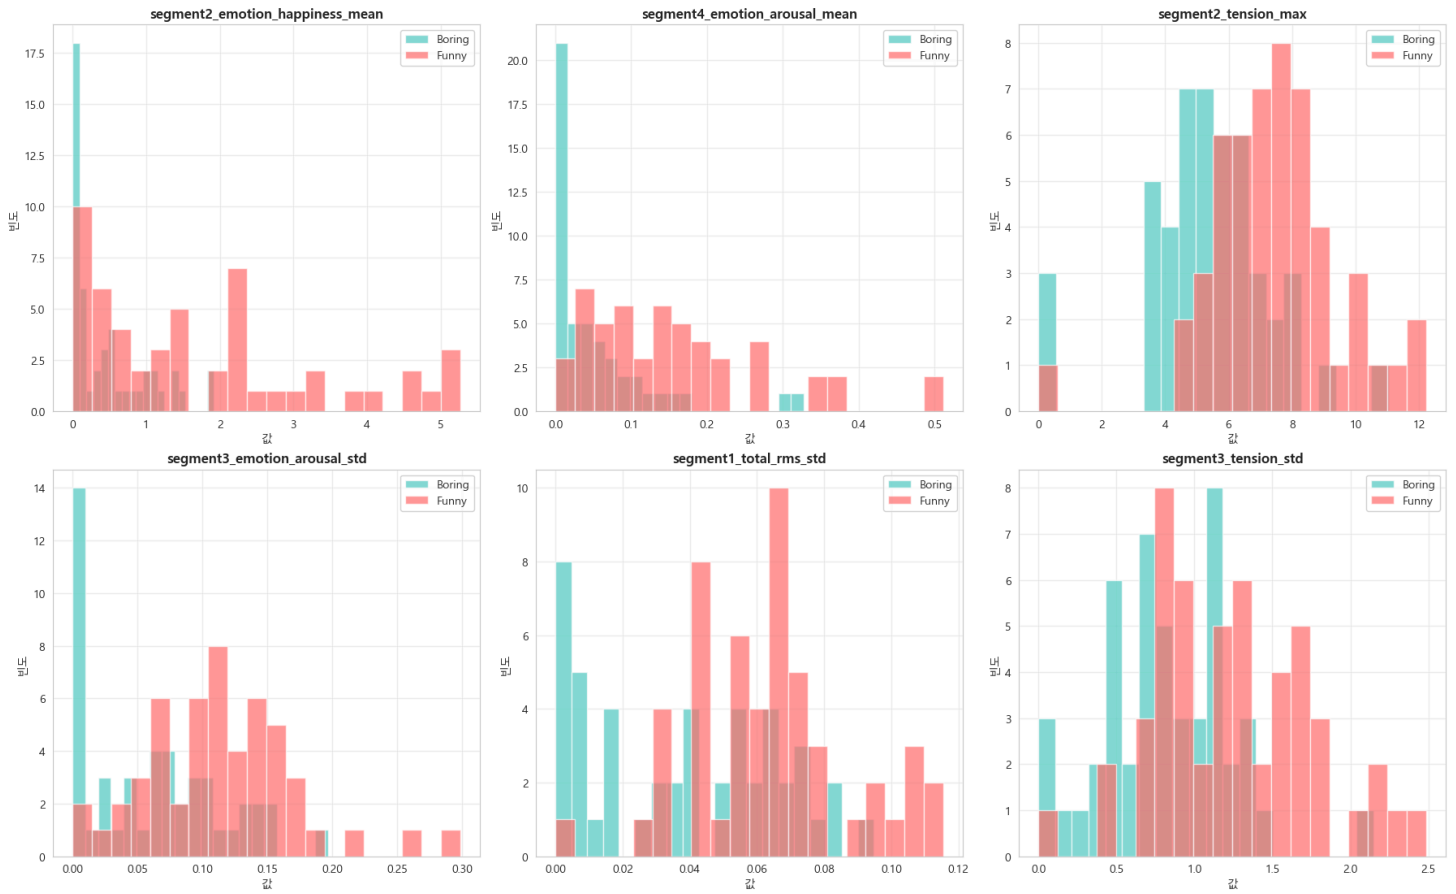 segment2_emotion_happiness_mean
Boring
Funny
17.5
15.0
12.5
10.0
7.5
5.0
2.5
0.0
빈도
0 1 2 3 4 5
값
segment4_emotion_arousal_mean
Boring
Funny
20.0
17.5
15.0
12.5
10.0
7.5
5.0
2.5
0.0
빈도
0.0 0.1 0.2 0.3 0.4 0.5
값
segment2_tension_max
Boring
Funny
8
7
6
5
4
3
2
1
0
빈도
0 2 4 6 8 10 12
값
segment3_emotion_arousal_std
Boring
Funny
14
12
10
8
6
4
2
0
빈도
0.00 0.05 0.10 0.15 0.20 0.25 0.30
값
segment1_total_rms_std
Boring
Funny
10
8
6
4
2
0
빈도
0.00 0.02 0.04 0.06 0.08 0.10 0.12
값
segment3_tension_std
Boring
Funny
8
7
6
5
4
3
2
1
0
빈도
0.0 0.5 1.0 1.5 2.0 2.5
값